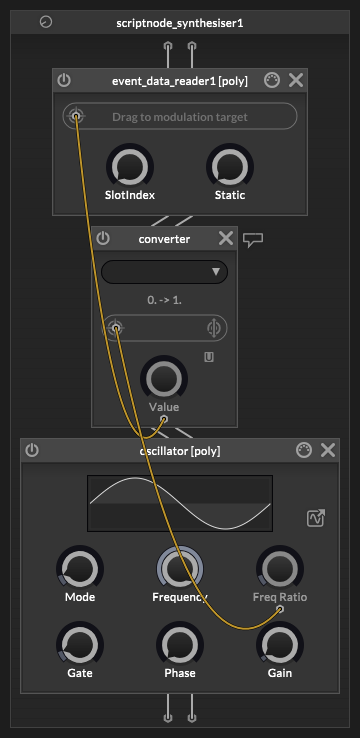 scriptnode_synthesiser1
event_data_reader1 [poly]
Drag to modulation target
SlotIndex
Static
converter
0. -> 1.
U
Value
oscillator [poly]
Mode
Frequency
Freq Ratio
Gate
Phase
Gain